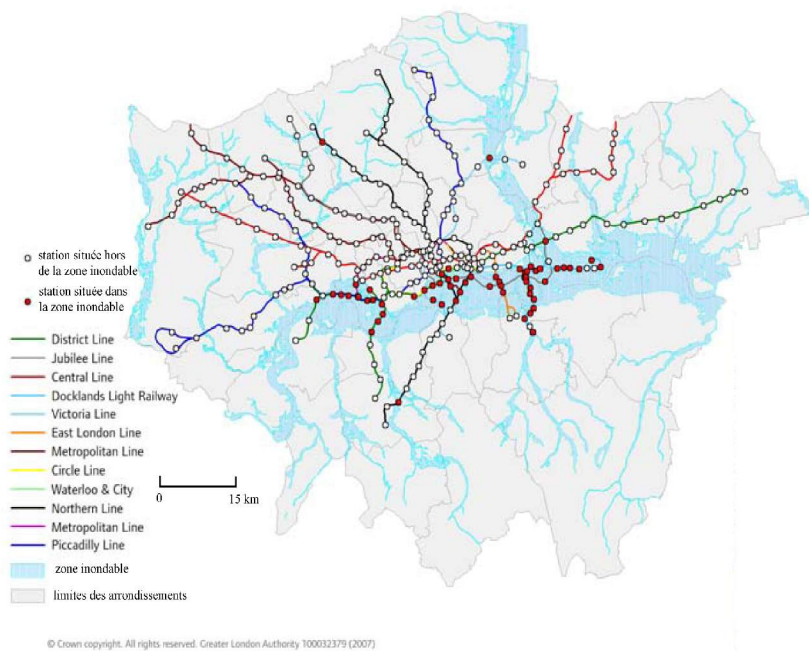 station située hors
de la zone inondable
station située dans
la zone inondable
District Line
Jubilee Line
Central Line
Docklands Light Railway
Victoria Line
East London Line
Metropolitan Line
Circle Line
Waterloo & City
Northern Line
Metropolitan Line
Piccadilly Line
zone inondable
limites des arrondissements
0 15 km
© Crown copyright. All rights reserved. Greater London Authority 100032379 (2007)